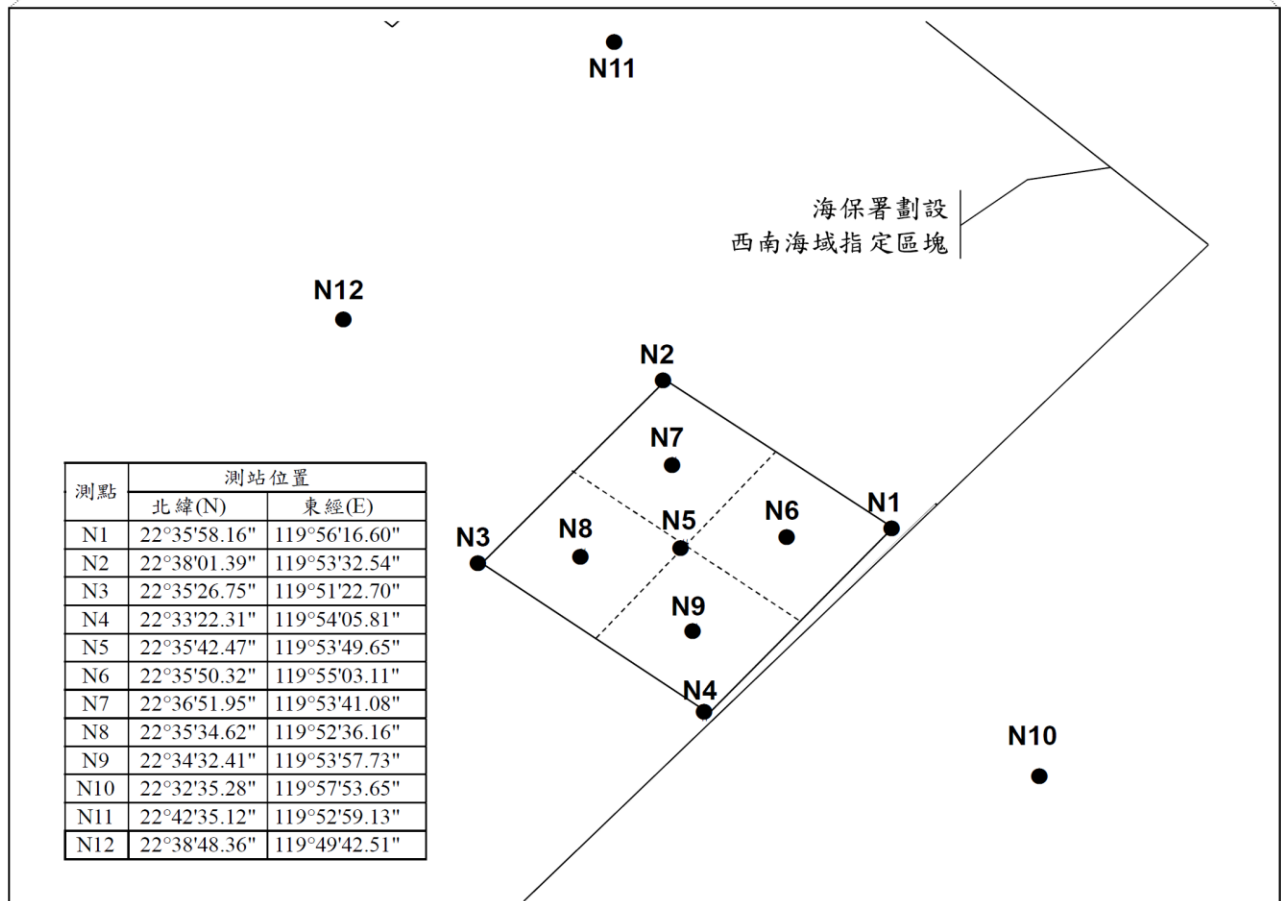 N11
海保署劃設
西南海域指定區塊
N12
N2
N7
N1
N5
N6
N3
N8
N9
N4
N10
測點 測站位置
北緯(N) 東經(E)
N1 22°35'58.16" 119°56'16.60"
N2 22°38'01.39" 119°53'32.54"
N3 22°35'26.75" 119°51'22.70"
N4 22°33'22.31" 119°54'05.81"
N5 22°35'42.47" 119°53'49.65"
N6 22°35'50.32" 119°55'03.11"
N7 22°36'51.95" 119°53'41.08"
N8 22°35'34.62" 119°52'36.16"
N9 22°34'32.41" 119°53'57.73"
N10 22°32'35.28" 119°57'53.65"
N11 22°42'35.12" 119°52'59.13"
N12 22°38'48.36" 119°49'42.51"